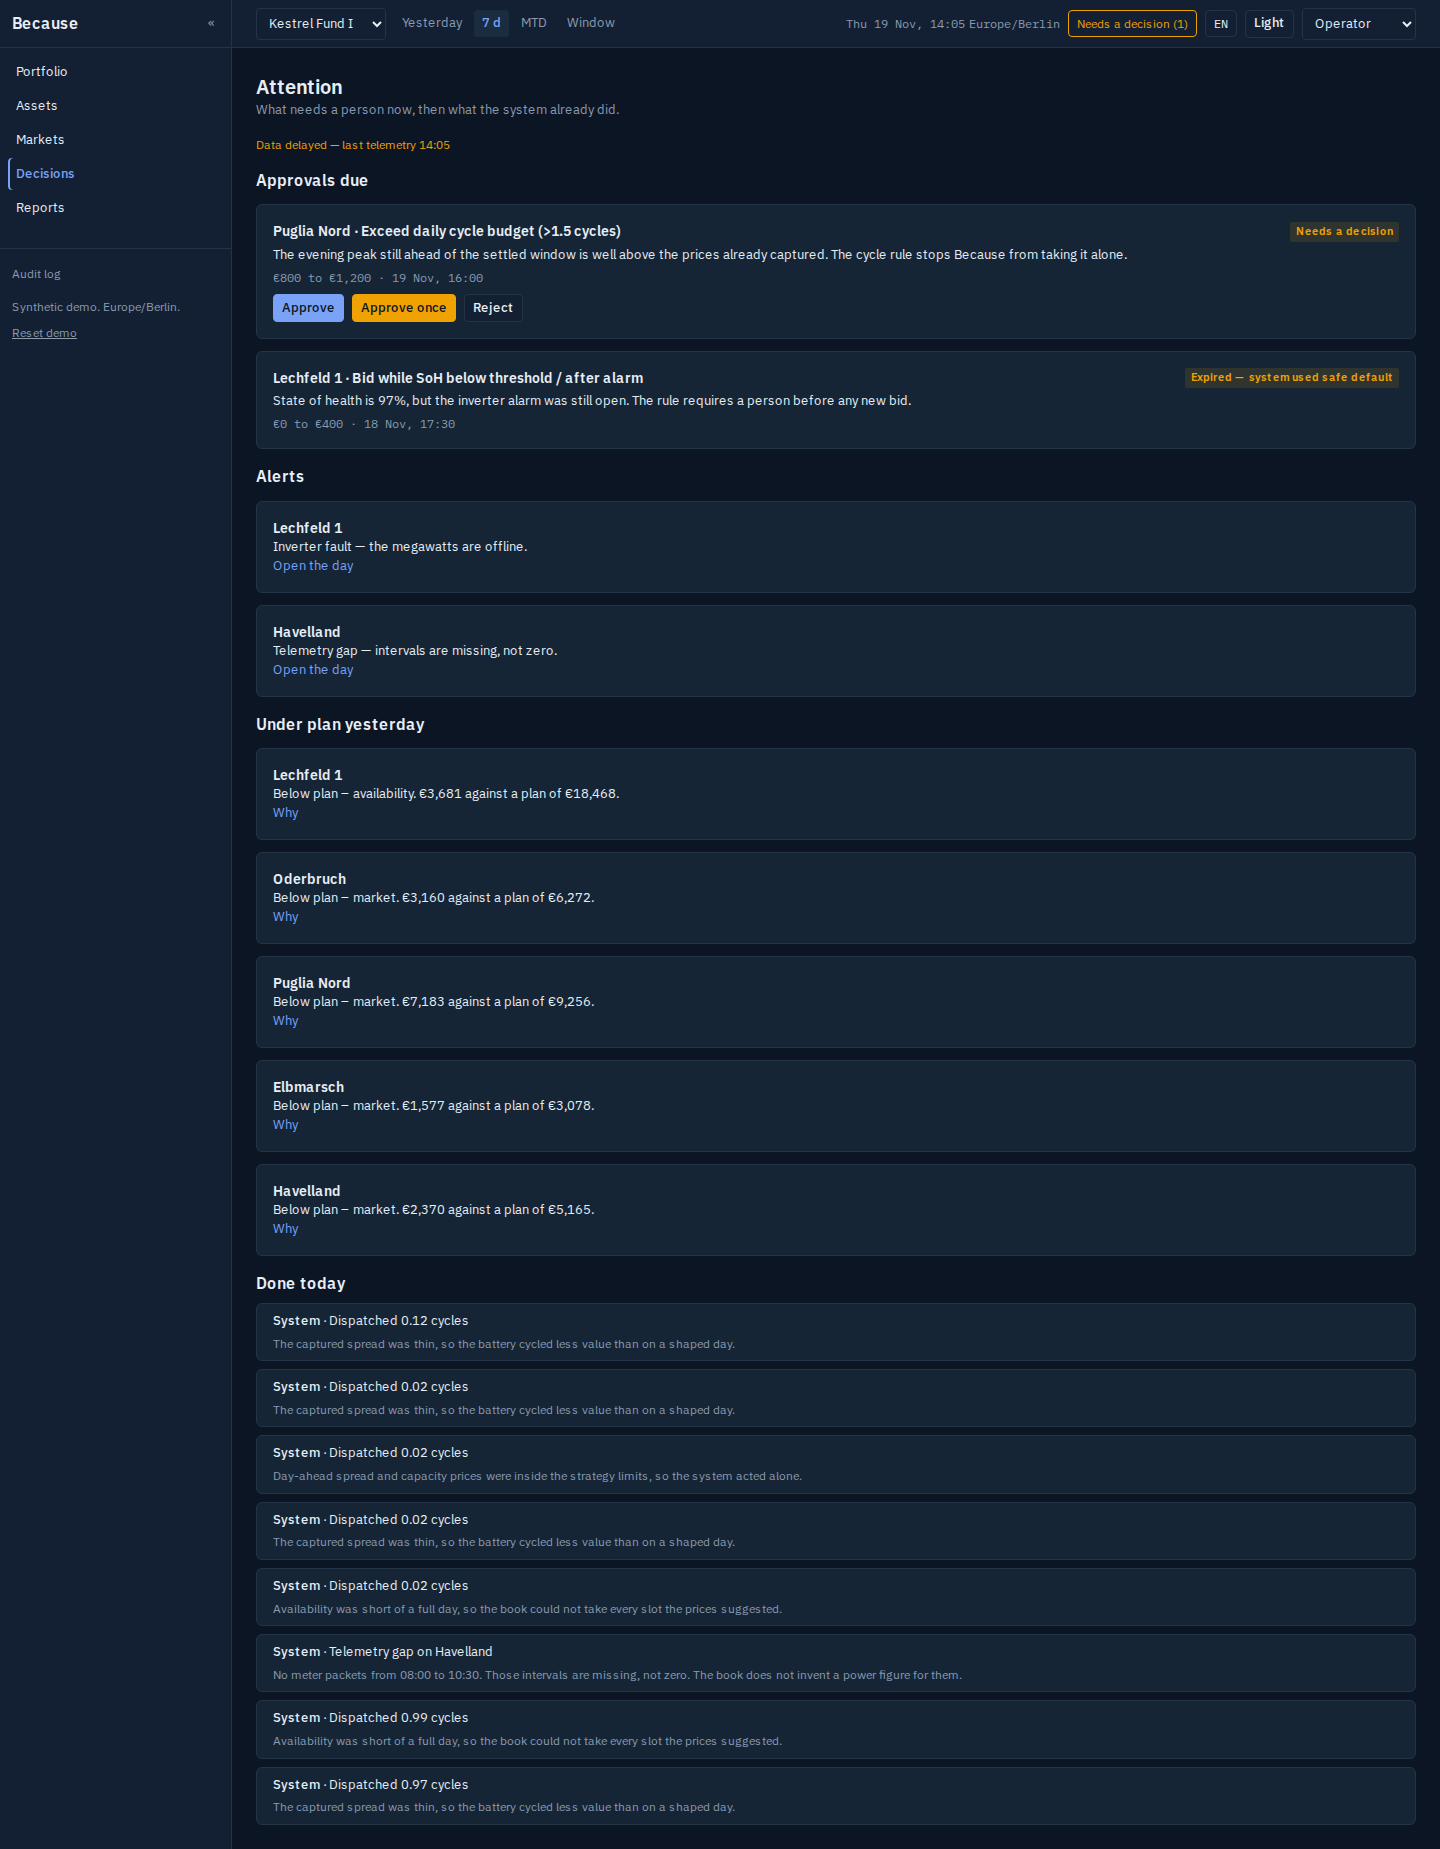 Because «
Kestrel Fund I Yesterday 7 d MTD Window Thu 19 Nov, 14:05 Europe/Berlin Needs a decision (1) EN Light Operator
Portfolio
Assets
Markets
Decisions
Reports
Audit log
Synthetic demo. Europe/Berlin.
Reset demo
Attention
What needs a person now, then what the system already did.
Data delayed — last telemetry 14:05
Approvals due
Puglia Nord · Exceed daily cycle budget (>1.5 cycles) Needs a decision
The evening peak still ahead of the settled window is well above the prices already captured. The cycle rule stops Because from taking it alone.
€800 to €1,200 · 19 Nov, 16:00
Approve Approve once Reject
Lechfeld 1 · Bid while SoH below threshold / after alarm Expired — system used safe default
State of health is 97%, but the inverter alarm was still open. The rule requires a person before any new bid.
€0 to €400 · 18 Nov, 17:30
Alerts
Lechfeld 1
Inverter fault — the megawatts are offline.
Open the day
Havelland
Telemetry gap — intervals are missing, not zero.
Open the day
Under plan yesterday
Lechfeld 1
Below plan – availability. €3,681 against a plan of €18,468.
Why
Oderbruch
Below plan – market. €3,160 against a plan of €6,272.
Why
Puglia Nord
Below plan – market. €7,183 against a plan of €9,256.
Why
Elbmarsch
Below plan – market. €1,577 against a plan of €3,078.
Why
Havelland
Below plan – market. €2,370 against a plan of €5,165.
Why
Done today
System · Dispatched 0.12 cycles
The captured spread was thin, so the battery cycled less value than on a shaped day.
System · Dispatched 0.02 cycles
The captured spread was thin, so the battery cycled less value than on a shaped day.
System · Dispatched 0.02 cycles
Day-ahead spread and capacity prices were inside the strategy limits, so the system acted alone.
System · Dispatched 0.02 cycles
The captured spread was thin, so the battery cycled less value than on a shaped day.
System · Dispatched 0.02 cycles
Availability was short of a full day, so the book could not take every slot the prices suggested.
System · Telemetry gap on Havelland
No meter packets from 08:00 to 10:30. Those intervals are missing, not zero. The book does not invent a power figure for them.
System · Dispatched 0.99 cycles
Availability was short of a full day, so the book could not take every slot the prices suggested.
System · Dispatched 0.97 cycles
The captured spread was thin, so the battery cycled less value than on a shaped day.